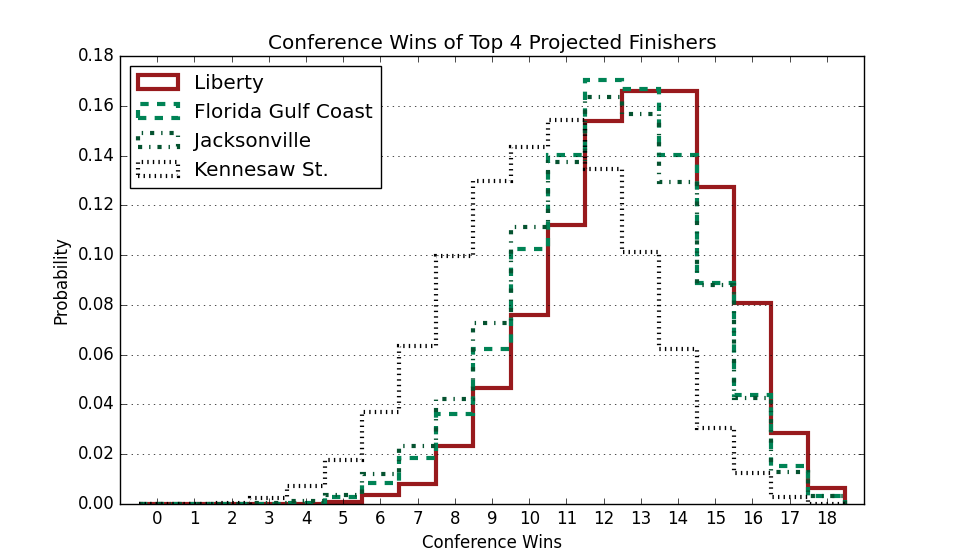 Conference Wins of Top 4 Projected Finishers
0.18
0.16
0.14
0.12
0.10
0.08
0.06
0.04
0.02
0.00
Probability
Liberty
Florida Gulf Coast
Jacksonville
Kennesaw St.
0 1 2 3 4 5 6 7 8 9 10 11 12 13 14 15 16 17 18
Conference Wins